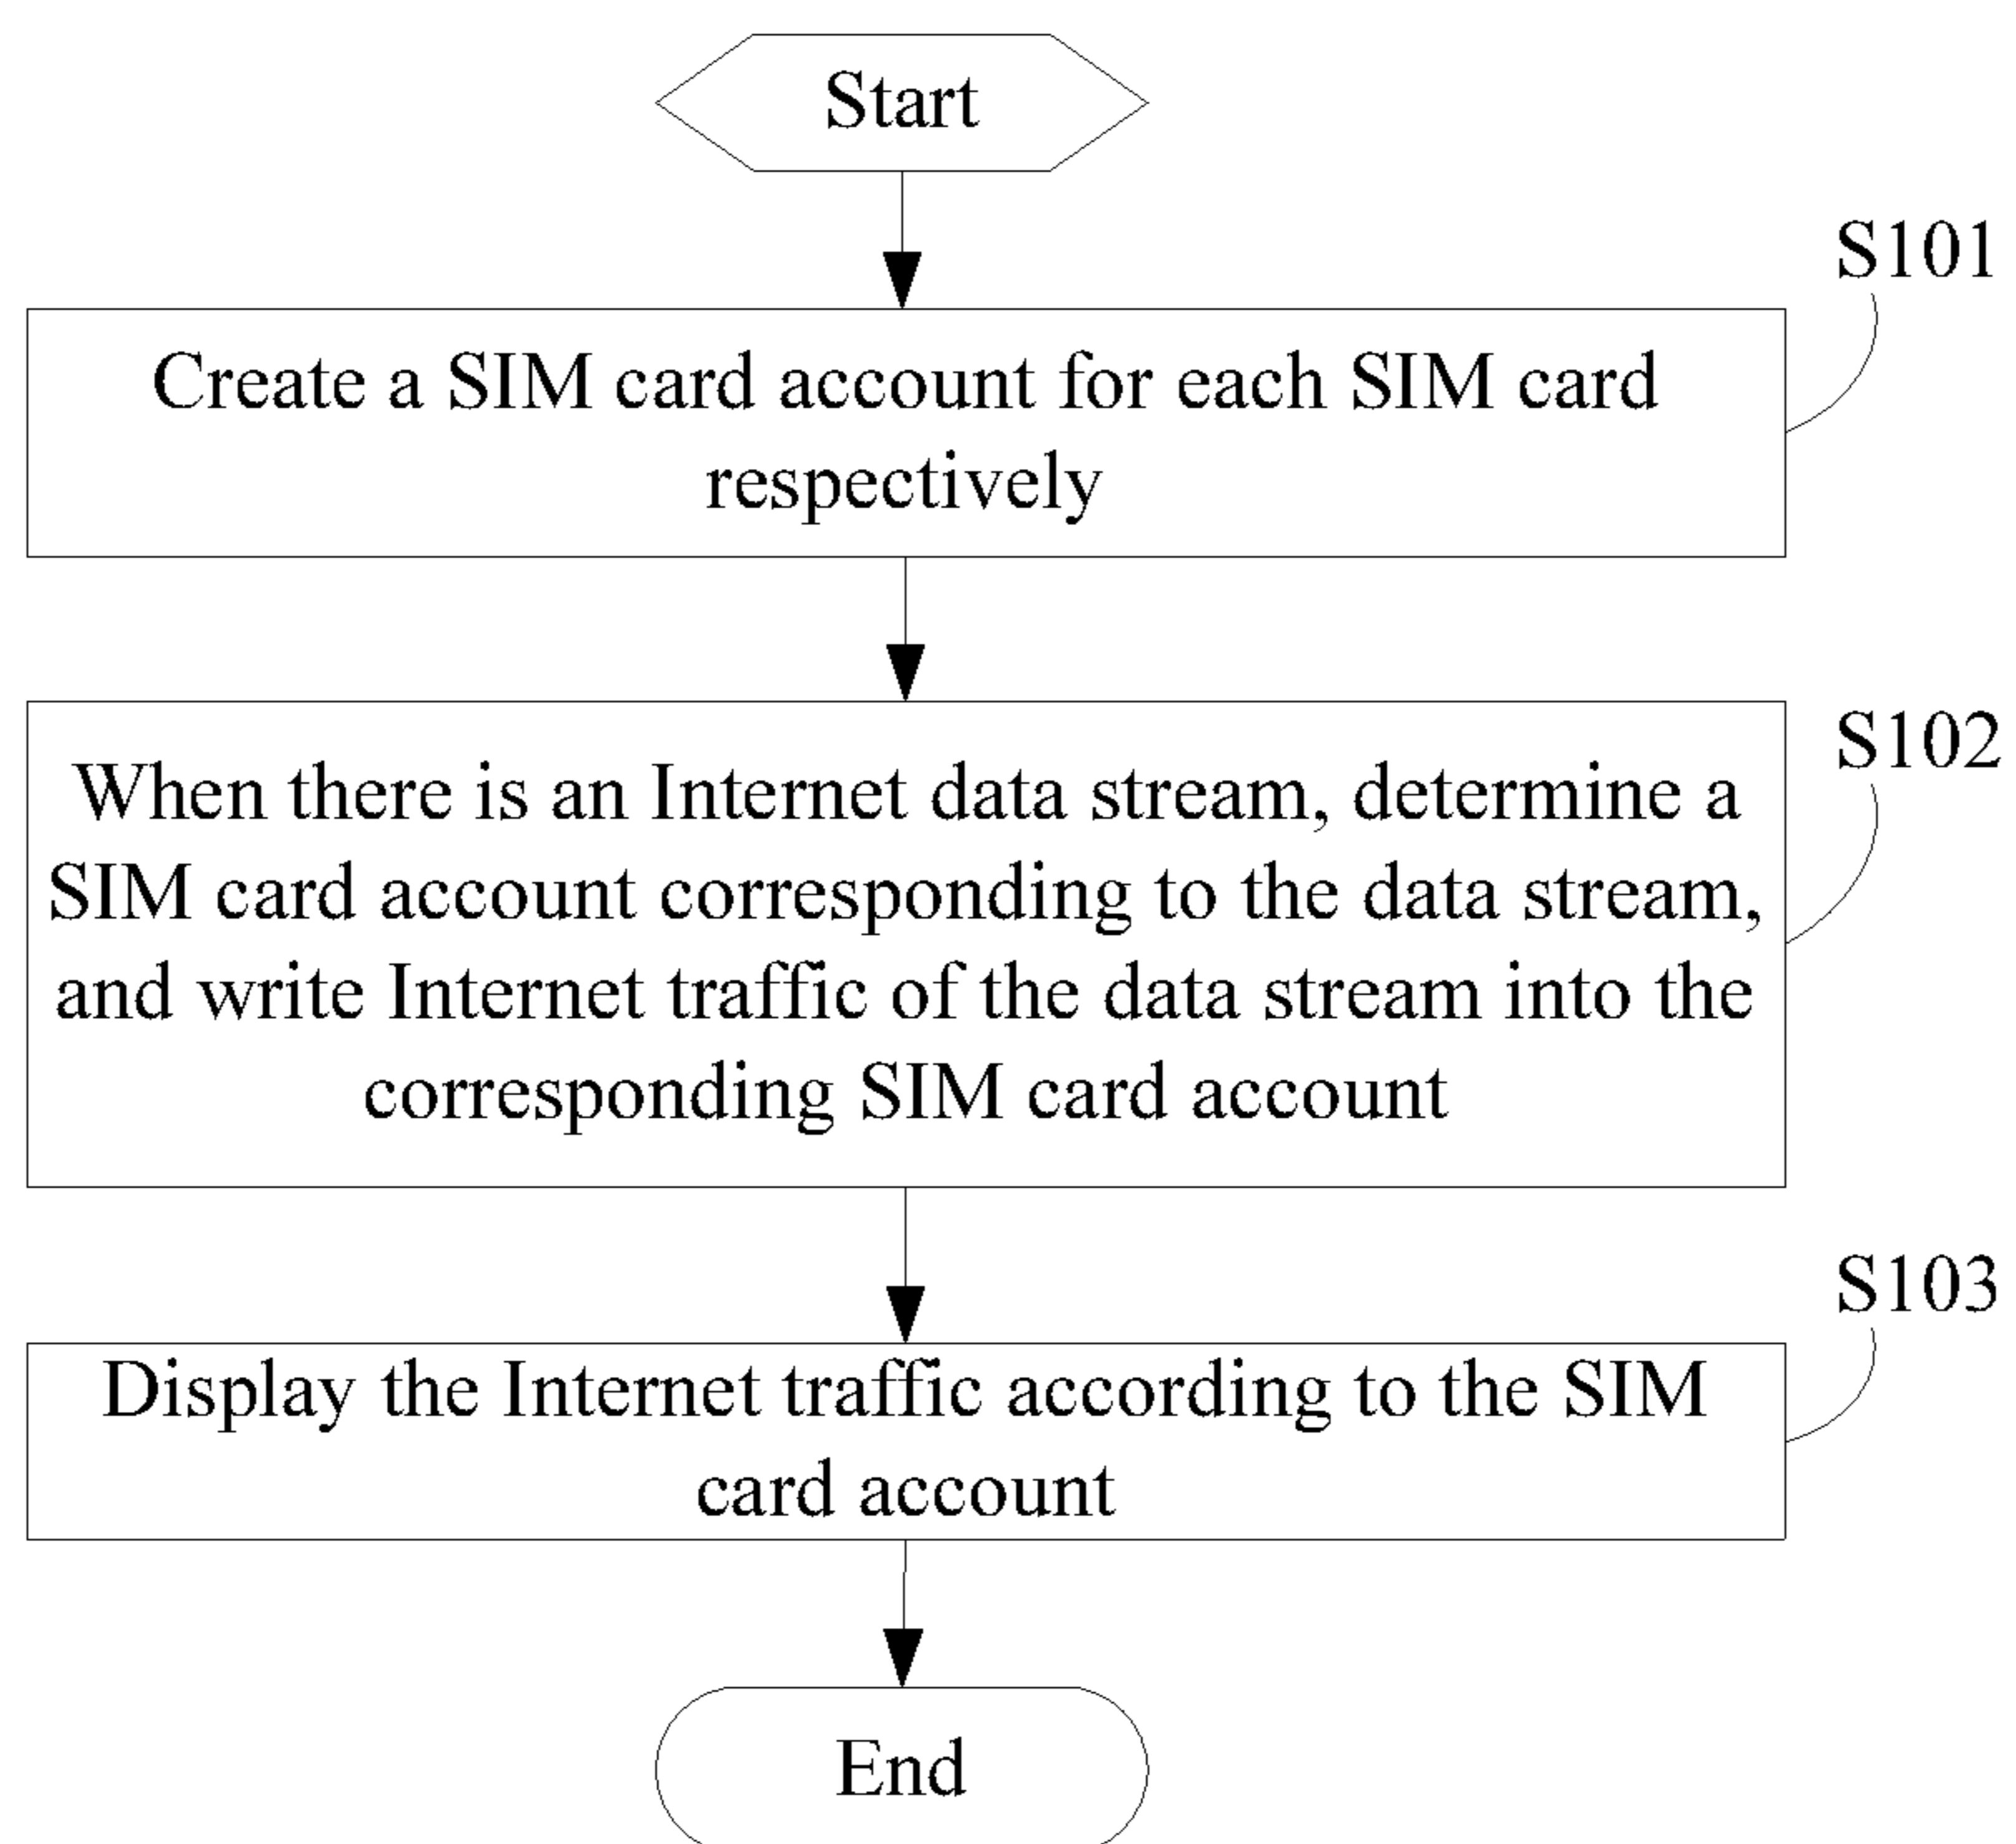 Start
S101
Create a SIM card account for each SIM card
respectively
S102
When there is an Internet data stream, determine a
SIM card account corresponding to the data stream,
and write Internet traffic of the data stream into the
corresponding SIM card account
S103
Display the Internet traffic according to the SIM
card account
End